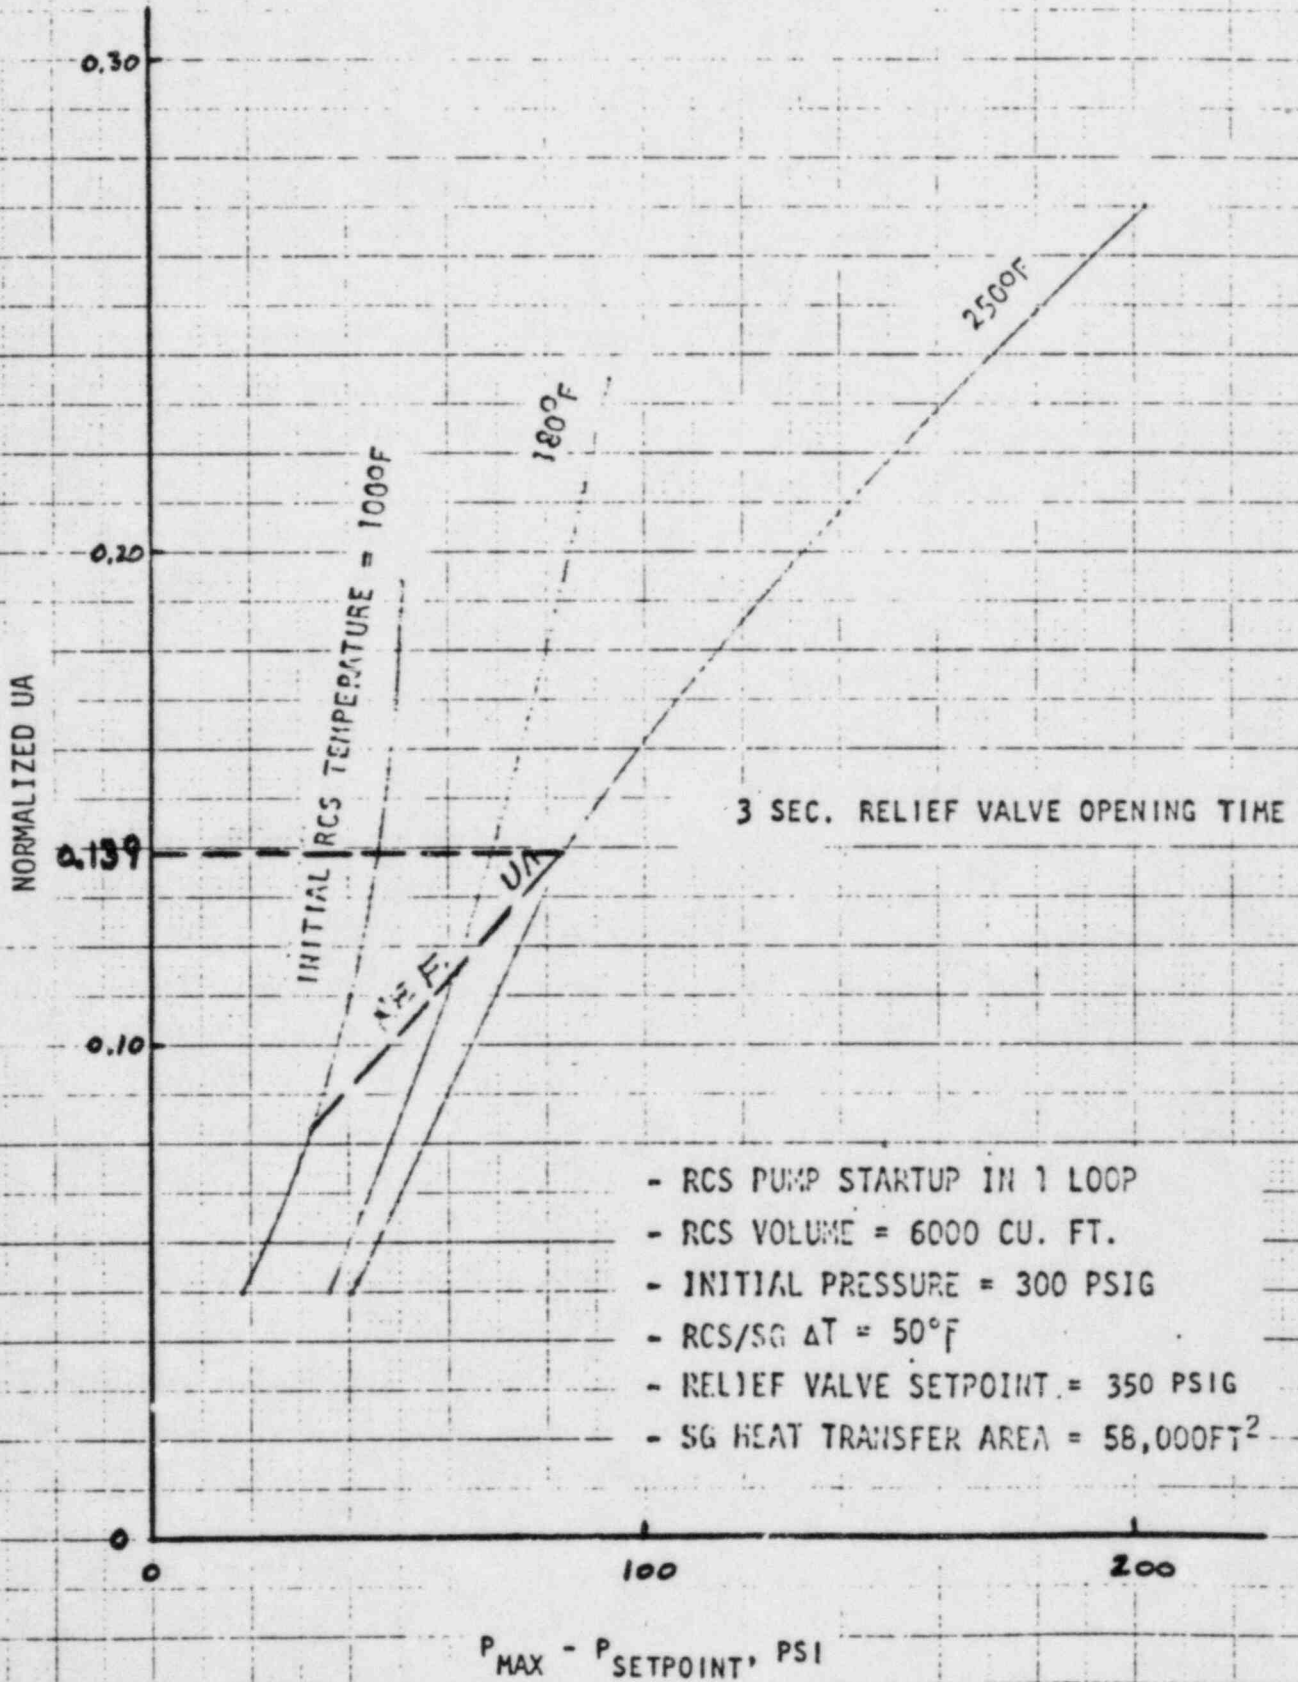 0.30
250°F
180°F
0.20
INITIAL RCS TEMPERATURE = 100°F
NORMALIZED UA
3 SEC. RELIEF VALVE OPENING TIME
0.139
UA
0.10
- RCS PUMP STARTUP IN 1 LOOP
- RCS VOLUME = 6000 CU. FT.
- INITIAL PRESSURE = 300 PSIG
- RCS/SG ΔT = 50°F
- RELIEF VALVE SETPOINT = 350 PSIG
- SG HEAT TRANSFER AREA = 58,000FT²
0
0 100 200
P MAX - P SETPOINT, PSI